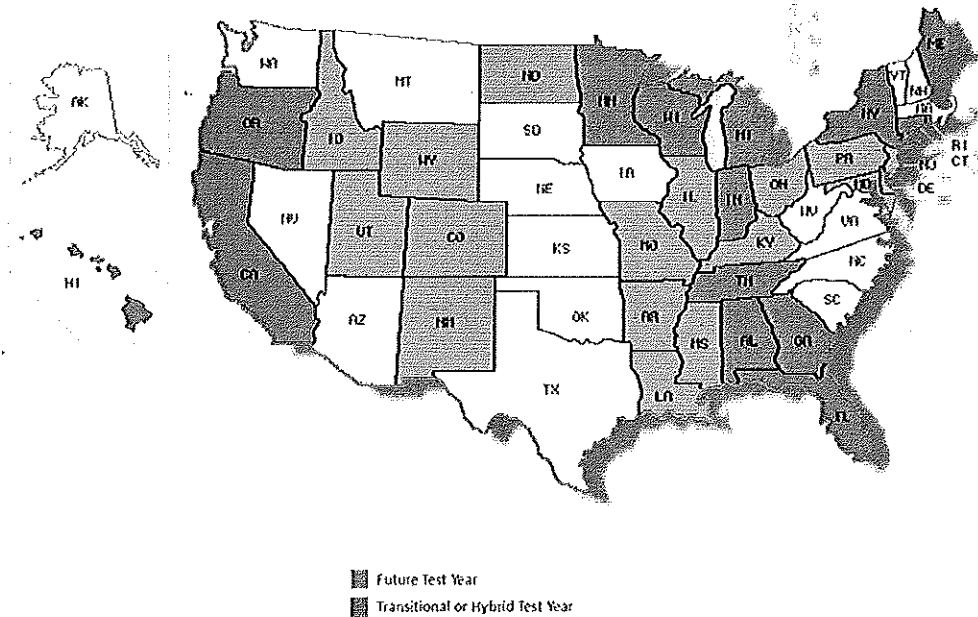 ME
WA
VT
NH
MT
ND
MN
AK
OR
ID
SD
WI
MI
NY
WY
RI
CT
IA
PA
NJ
NE
IL
IN
OH
MD
DE
NV
UT
CO
WV
VA
KS
MO
KY
CA
NC
HI
TN
AZ
NM
OK
AR
SC
MS
AL
GA
TX
LA
FL
Future Test Year
Transitional or Hybrid Test Year